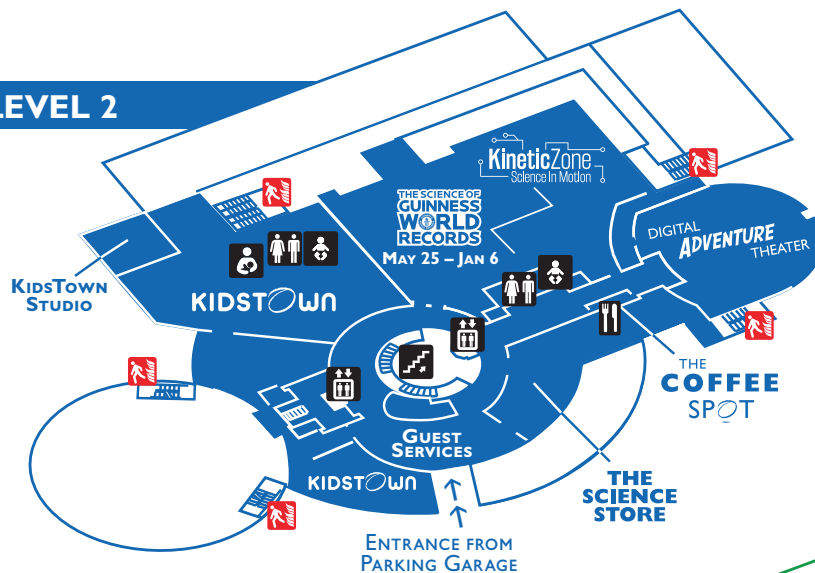 LEVEL 2
KineticZone
Science In Motion
THE SCIENCE OF
GUINNESS
WORLD
RECORDS
MAY 25 – JAN 6
DIGITAL
ADVENTURE
THEATER
KIDSTOWN
STUDIO
KIDSTOWN
THE
COFFEE
SPOT
GUEST
SERVICES
KIDSTOWN
THE
SCIENCE
STORE
ENTRANCE FROM
PARKING GARAGE